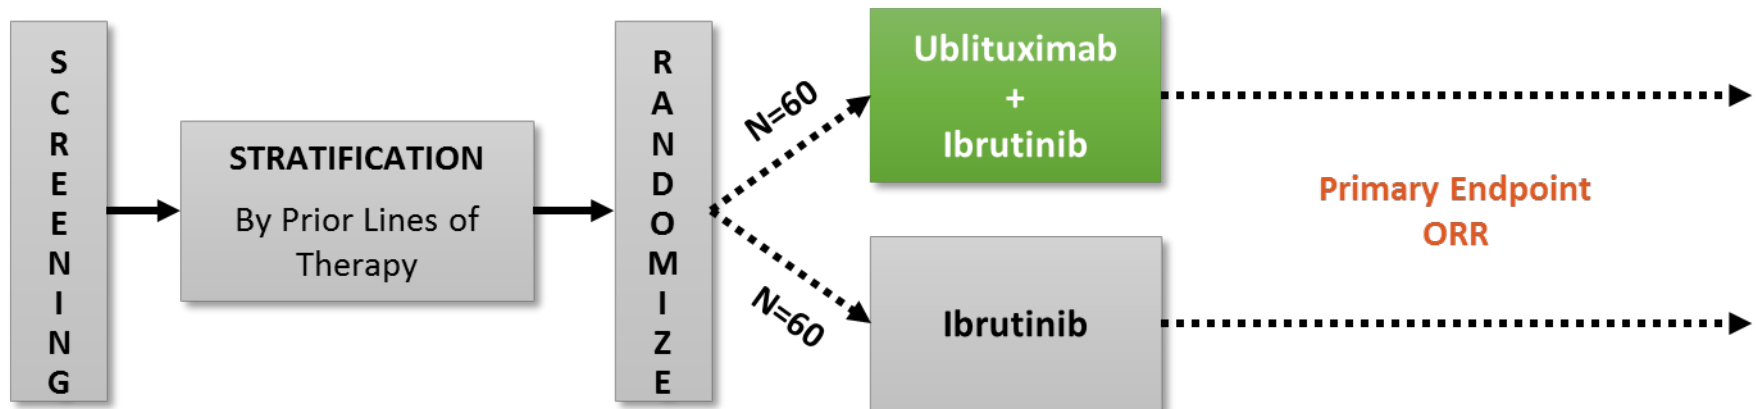 SCREENING
STRATIFICATION
By Prior Lines of
Therapy
RANDOMIZE
N=60
N=60
Ublituximab
+
Ibrutinib
Ibrutinib
Primary Endpoint
ORR